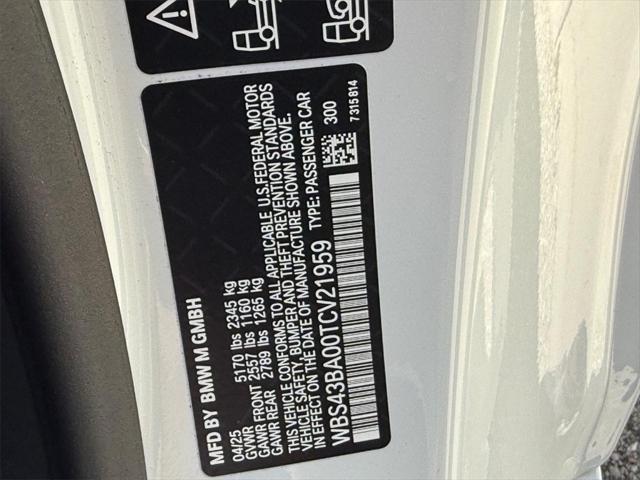 MFD BY BMW M GMBH
04/25
GVWR 5170 lbs 2345 kg
GAWR FRONT 2557 lbs 1160 kg
GAWR REAR 2789 lbs 1265 kg
THIS VEHICLE CONFORMS TO ALL APPLICABLE U.S.FEDERAL MOTOR
VEHICLE SAFETY, BUMPER AND THEFT PREVENTION STANDARDS
IN EFFECT ON THE DATE OF MANUFACTURE SHOWN ABOVE.
WBS43BA00TCV21959 TYPE: PASSENGER CAR
300
7 315 814